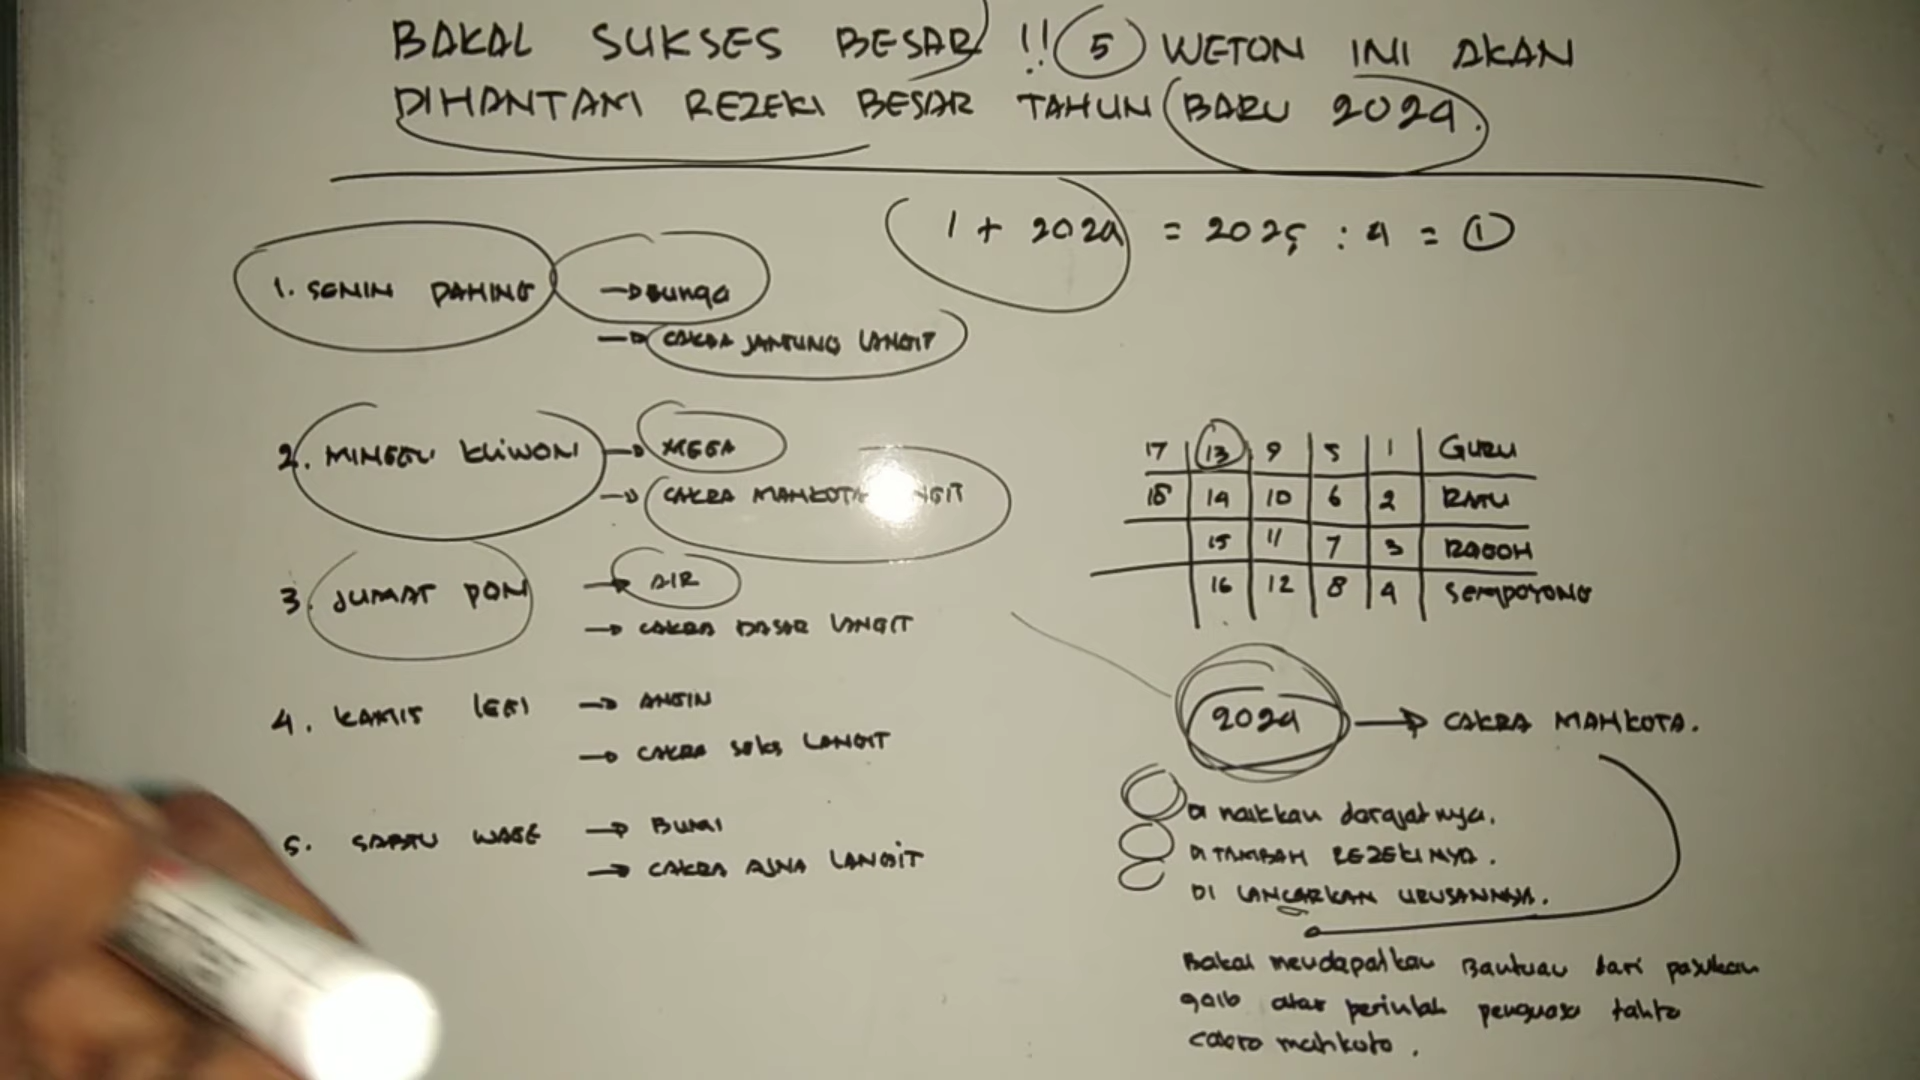 BAKAL SUKSES BESAR !! 5 WETON INI AKAN
DIHANTAM REZEKI BESAR TAHUN BARU 2024.
1 + 2024 = 2025 : 4 = 1
1. SENIN PAHING → BUNGA
→ CAKRA JANTUNG LANGIT
2. MINGGU KLIWON → MEGA
→ CAKRA MAHKOTA
3. JUMAT PON → AIR
→ CAKRA DASAR LANGIT
4. KAMIS LEGI → ANGIN
→ CAKRA SEKS LANGIT
5. SABTU WAGE → BUMI
→ CAKRA AJNA LANGIT
17 13 9 5 1 GURU
18 14 10 6 2 RATU
15 11 7 3 ROGOH
16 12 8 4 SEMPOYONG
2024 → CAKRA MAHKOTA.
Di naikkan darajatnya.
Di TAMBAH REZEKINYA.
DI LANCARKAN URUSANNYA.
Bakal mendapatkan Bantuan dari pasukan
gaib atas perintah penguasa tahta
cakra mahkota.